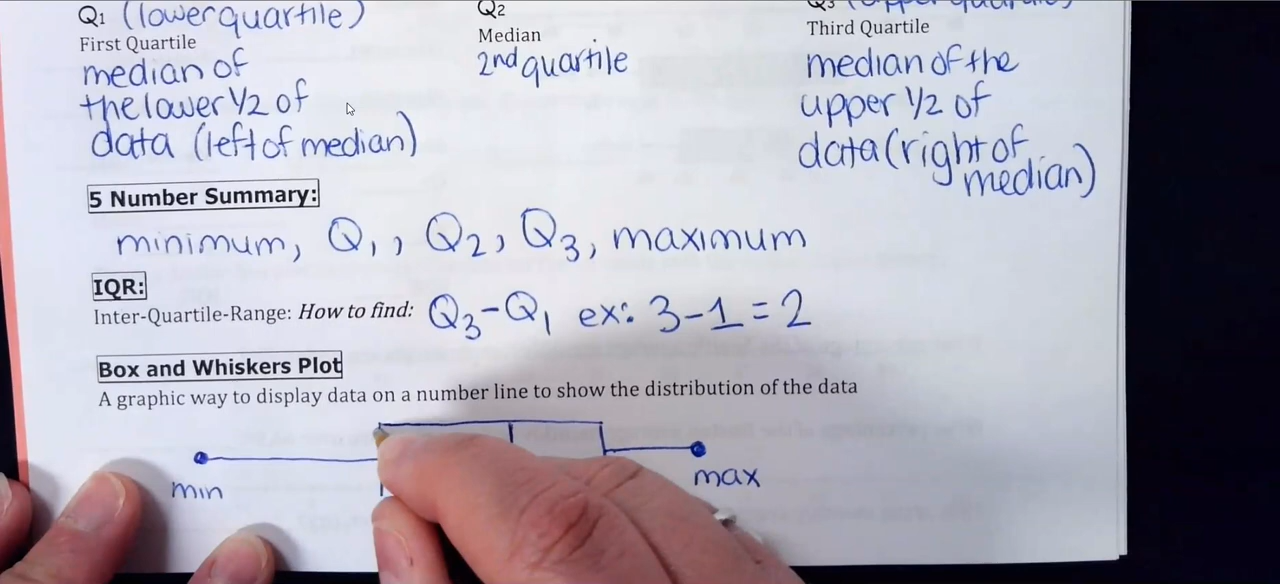 Q₁ (lower quartile)
First Quartile
median of
the lower 1/2 of
data (left of median)
Q2
Median
2nd quartile
Third Quartile
median of the
upper 1/2 of
data (right of
median)
5 Number Summary:
minimum, Q₁, Q₂, Q₃, maximum
IQR:
Inter-Quartile-Range: How to find: Q₃-Q₁ ex: 3-1=2
Box and Whiskers Plot
A graphic way to display data on a number line to show the distribution of the data
min
max